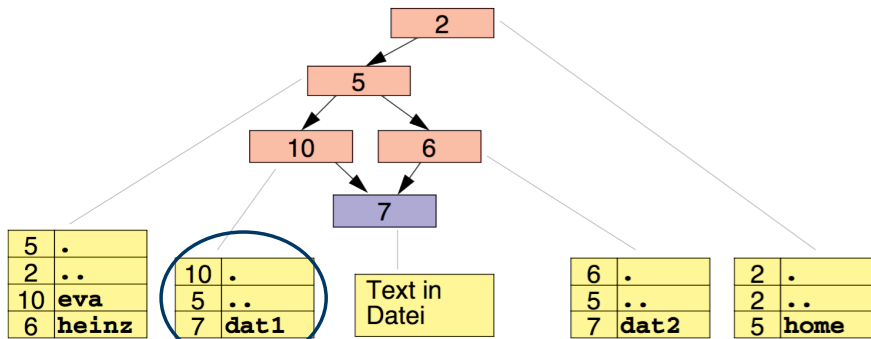 2
5
10
6
7
5 .
2 ..
10 eva
6 heinz
10 .
5 ..
7 dat1
Text in
Datei
6 .
5 ..
7 dat2
2 .
2 ..
5 home